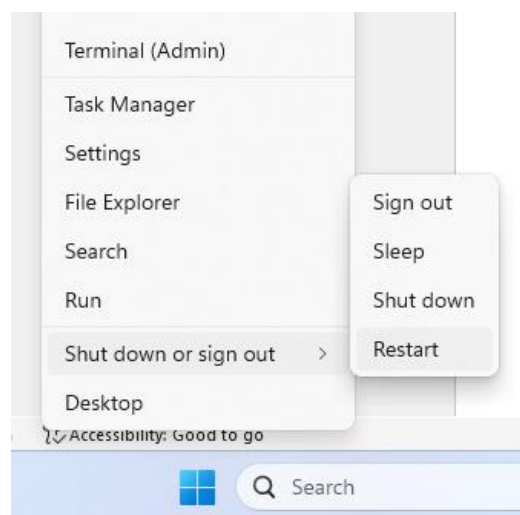 Terminal (Admin)
Task Manager
Settings
File Explorer
Search
Run
Shut down or sign out
Desktop
Sign out
Sleep
Shut down
Restart
Accessibility: Good to go
Search